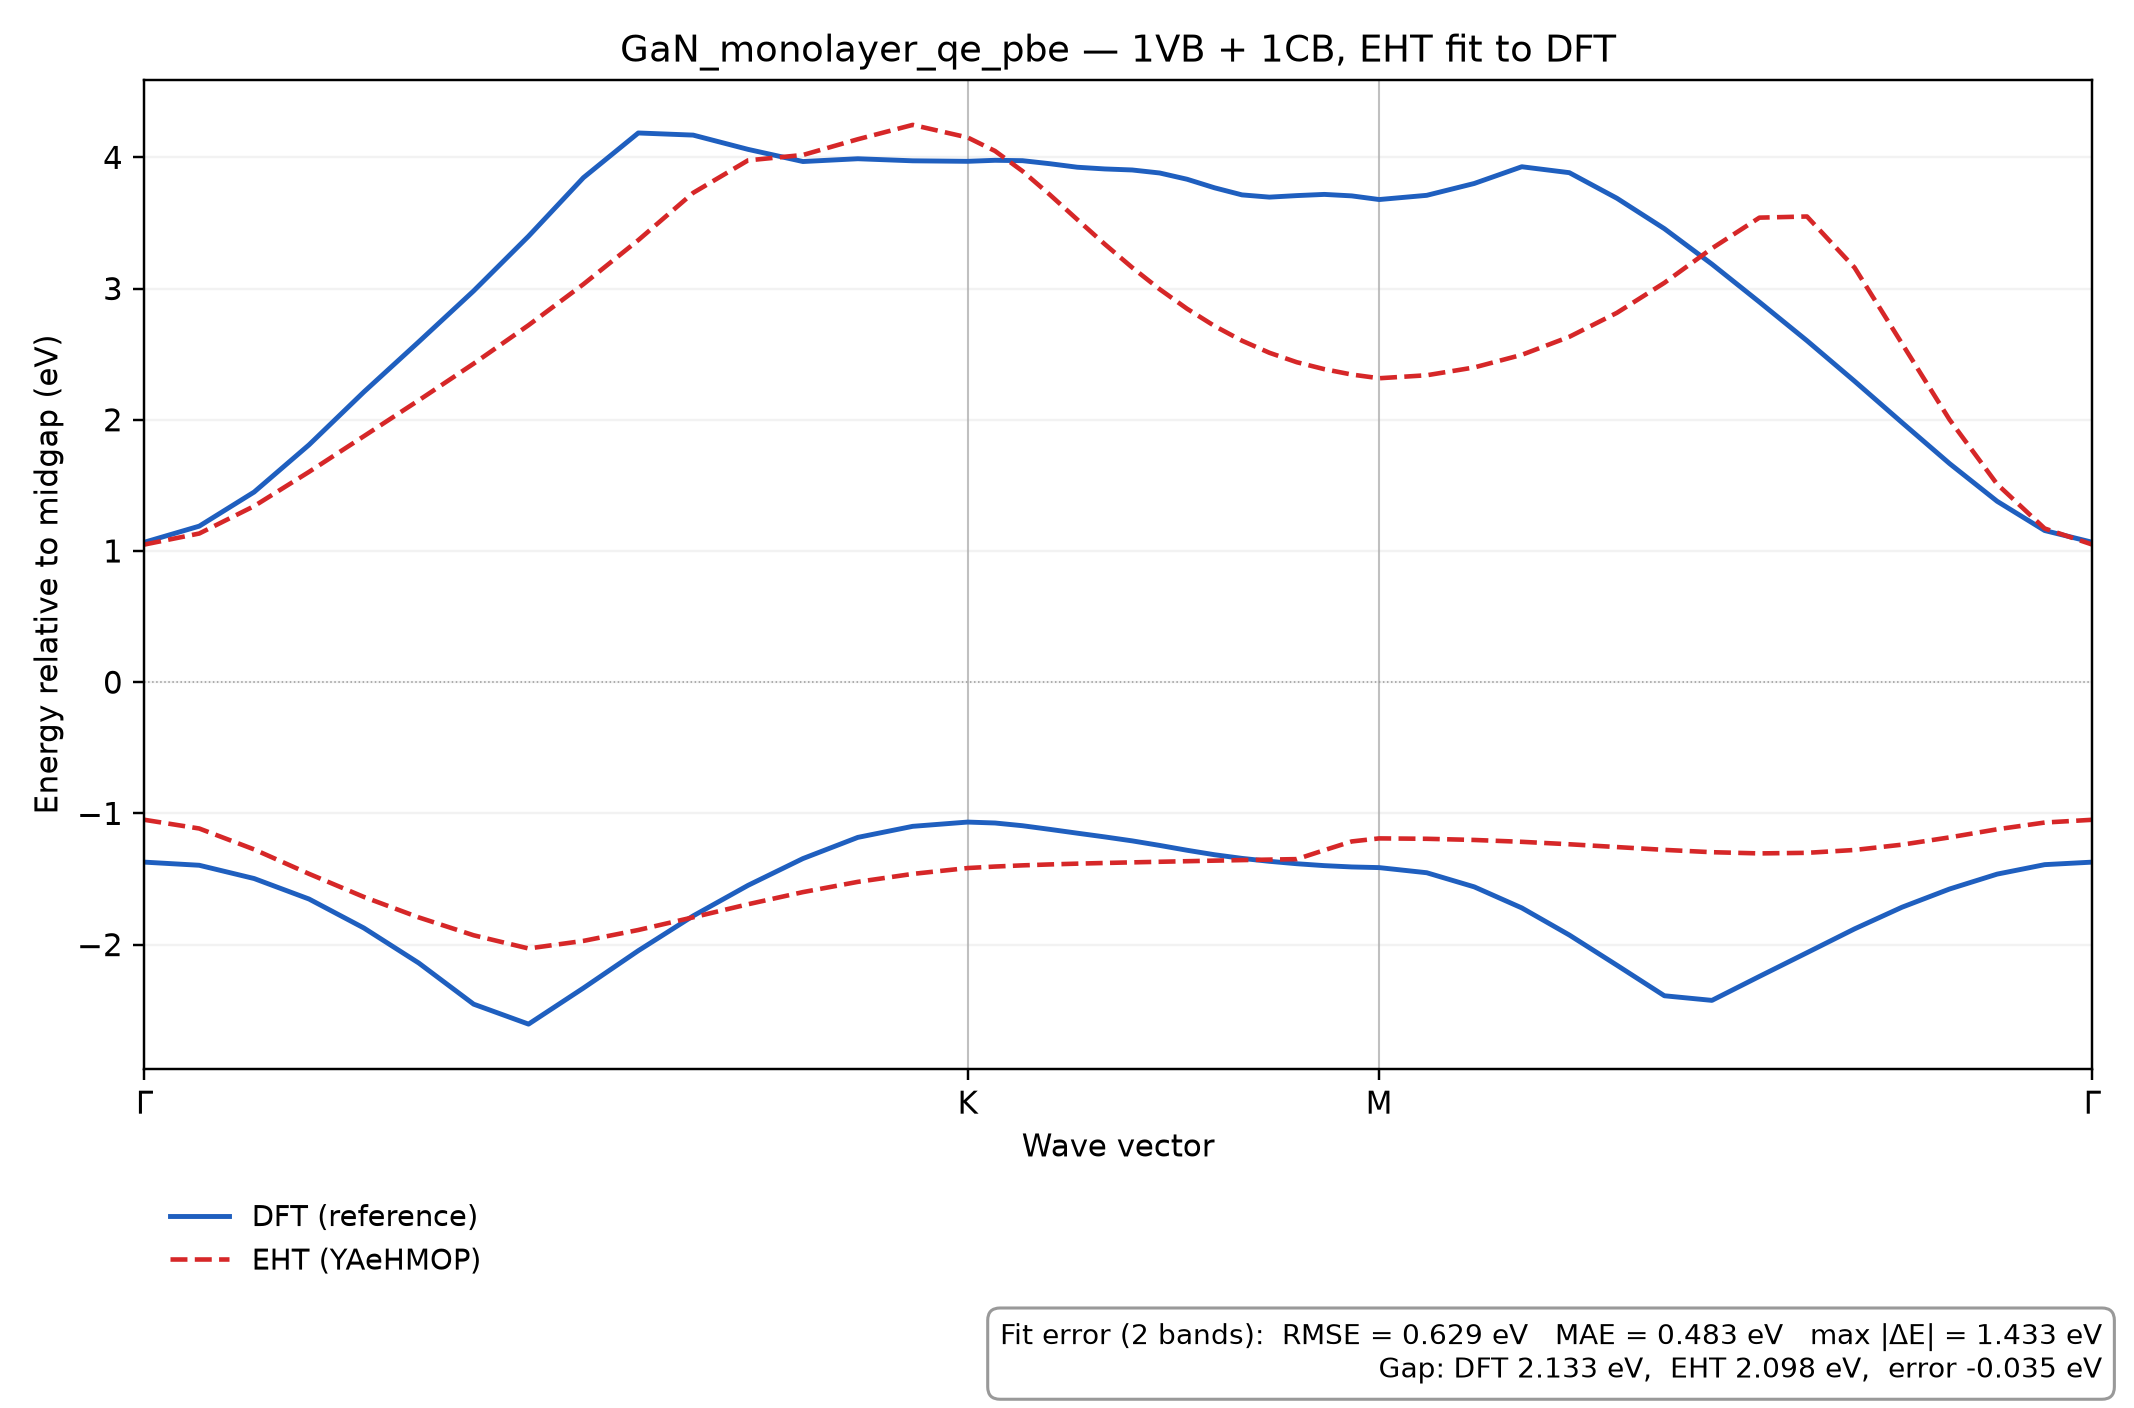 GaN_monolayer_qe_pbe — 1VB + 1CB, EHT fit to DFT
Energy relative to midgap (eV)
4
3
2
1
0
−1
−2
Γ K M Γ
Wave vector
DFT (reference)
EHT (YAeHMOP)
Fit error (2 bands):  RMSE = 0.629 eV   MAE = 0.483 eV   max |ΔE| = 1.433 eV
Gap: DFT 2.133 eV,  EHT 2.098 eV,  error -0.035 eV